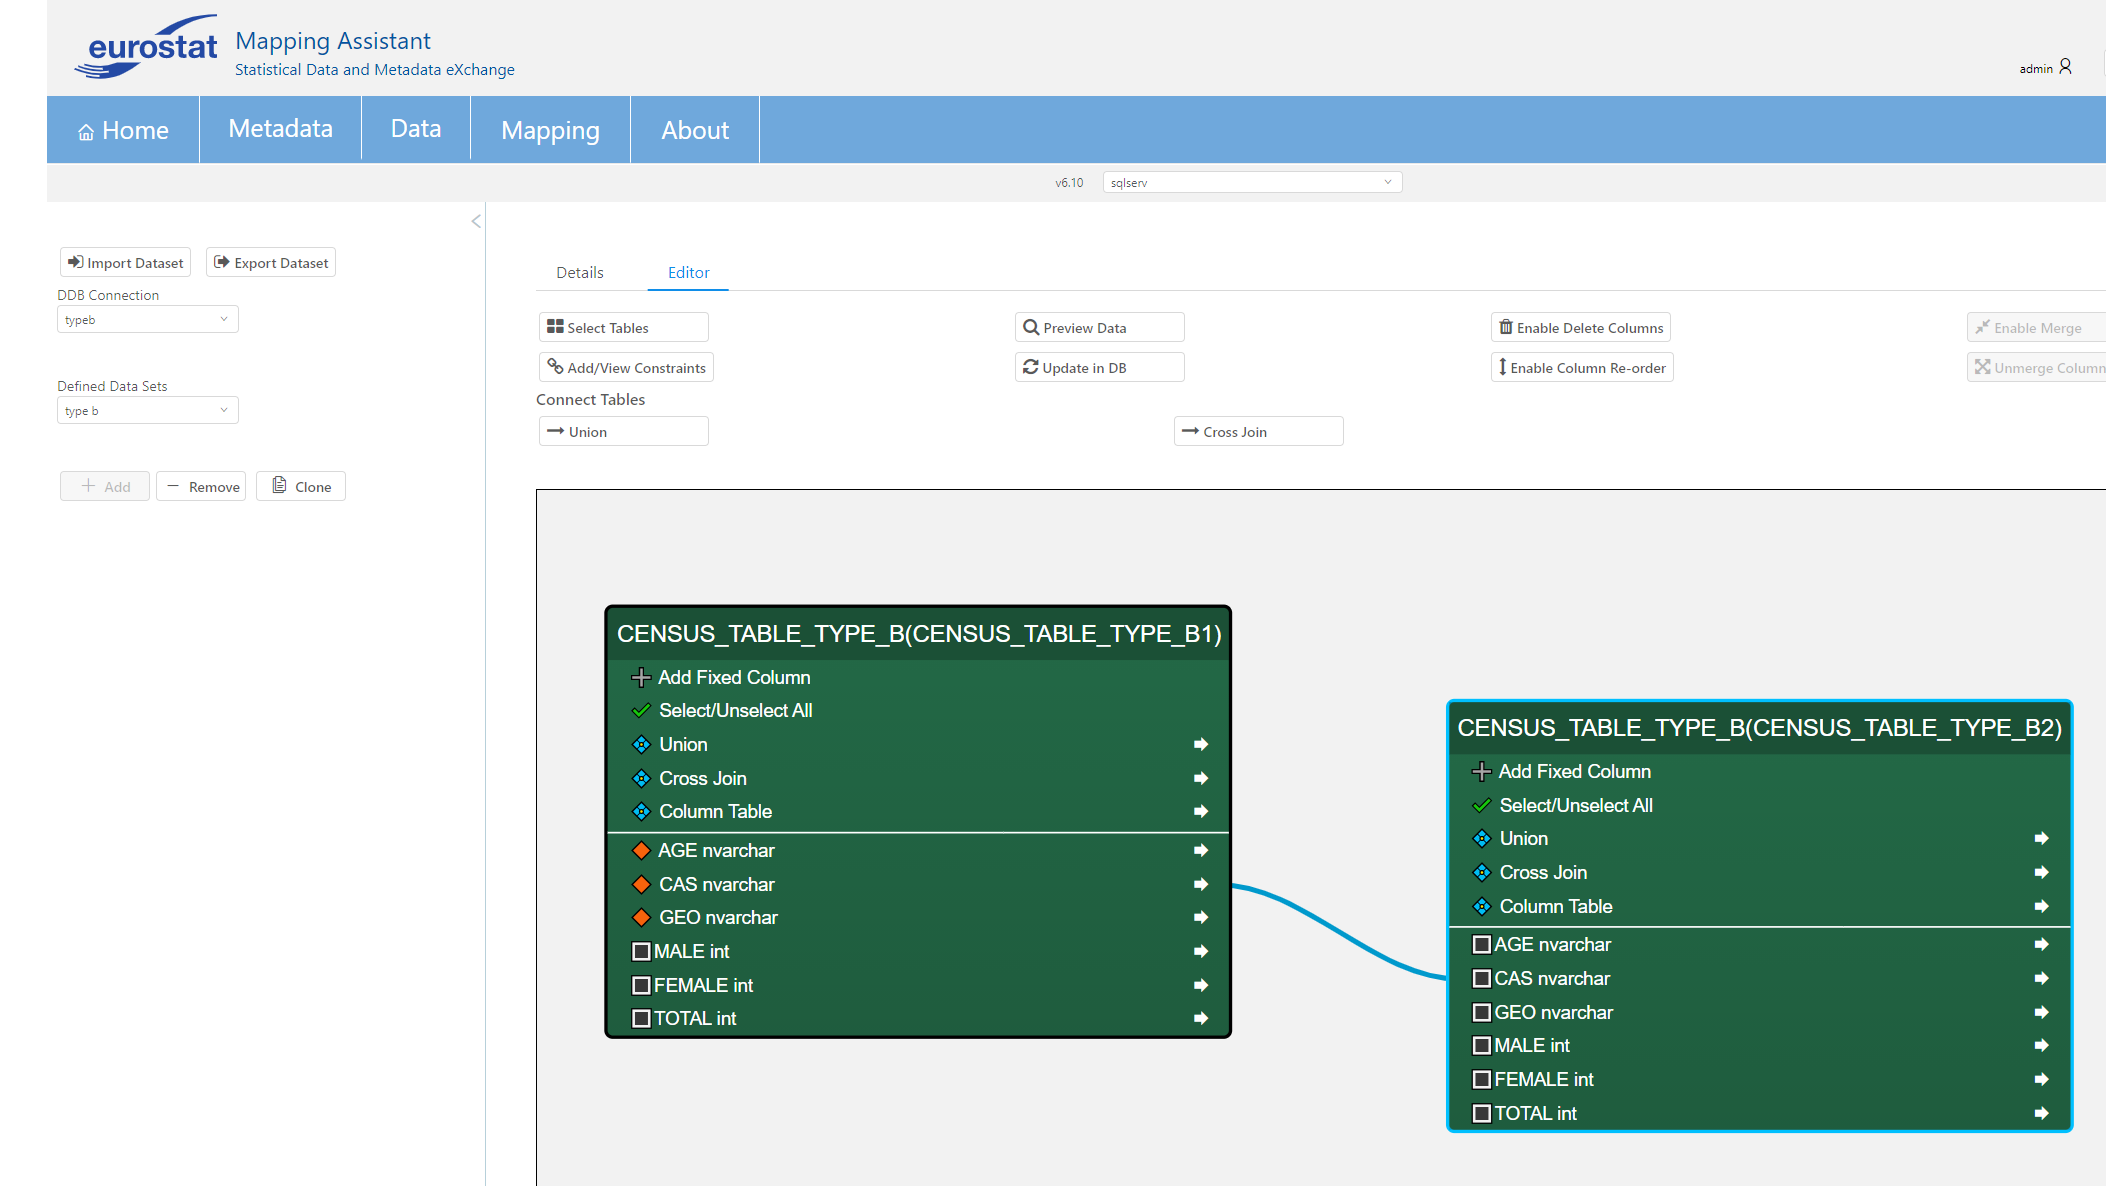 eurostat
Mapping Assistant
Statistical Data and Metadata eXchange
admin
Home Metadata Data Mapping About
v6.10 sqlserv
Import Dataset Export Dataset
DDB Connection
typeb
Defined Data Sets
type b
Add Remove Clone
Details Editor
Select Tables Preview Data Enable Delete Columns Enable Merge
Add/View Constraints Update in DB Enable Column Re-order Unmerge Column
Connect Tables
Union Cross Join
CENSUS_TABLE_TYPE_B(CENSUS_TABLE_TYPE_B1)
Add Fixed Column
Select/Unselect All
Union
Cross Join
Column Table
AGE nvarchar
CAS nvarchar
GEO nvarchar
MALE int
FEMALE int
TOTAL int
CENSUS_TABLE_TYPE_B(CENSUS_TABLE_TYPE_B2)
Add Fixed Column
Select/Unselect All
Union
Cross Join
Column Table
AGE nvarchar
CAS nvarchar
GEO nvarchar
MALE int
FEMALE int
TOTAL int